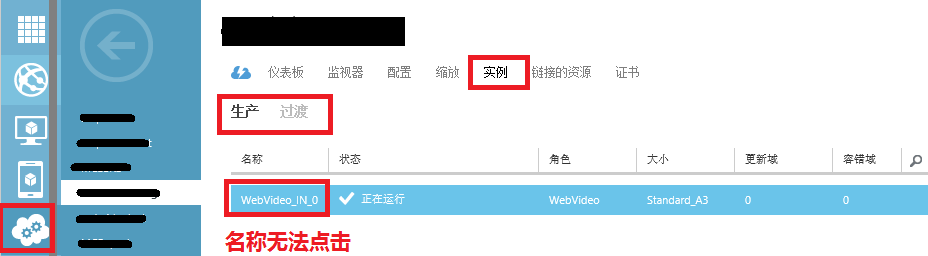 仪表板 监视器 配置 缩放 实例 链接的资源 证书
生产 过渡
名称 状态 角色 大小 更新域 容错域
WebVideo_IN_0 正在运行 WebVideo Standard_A3 0 0
名称无法点击